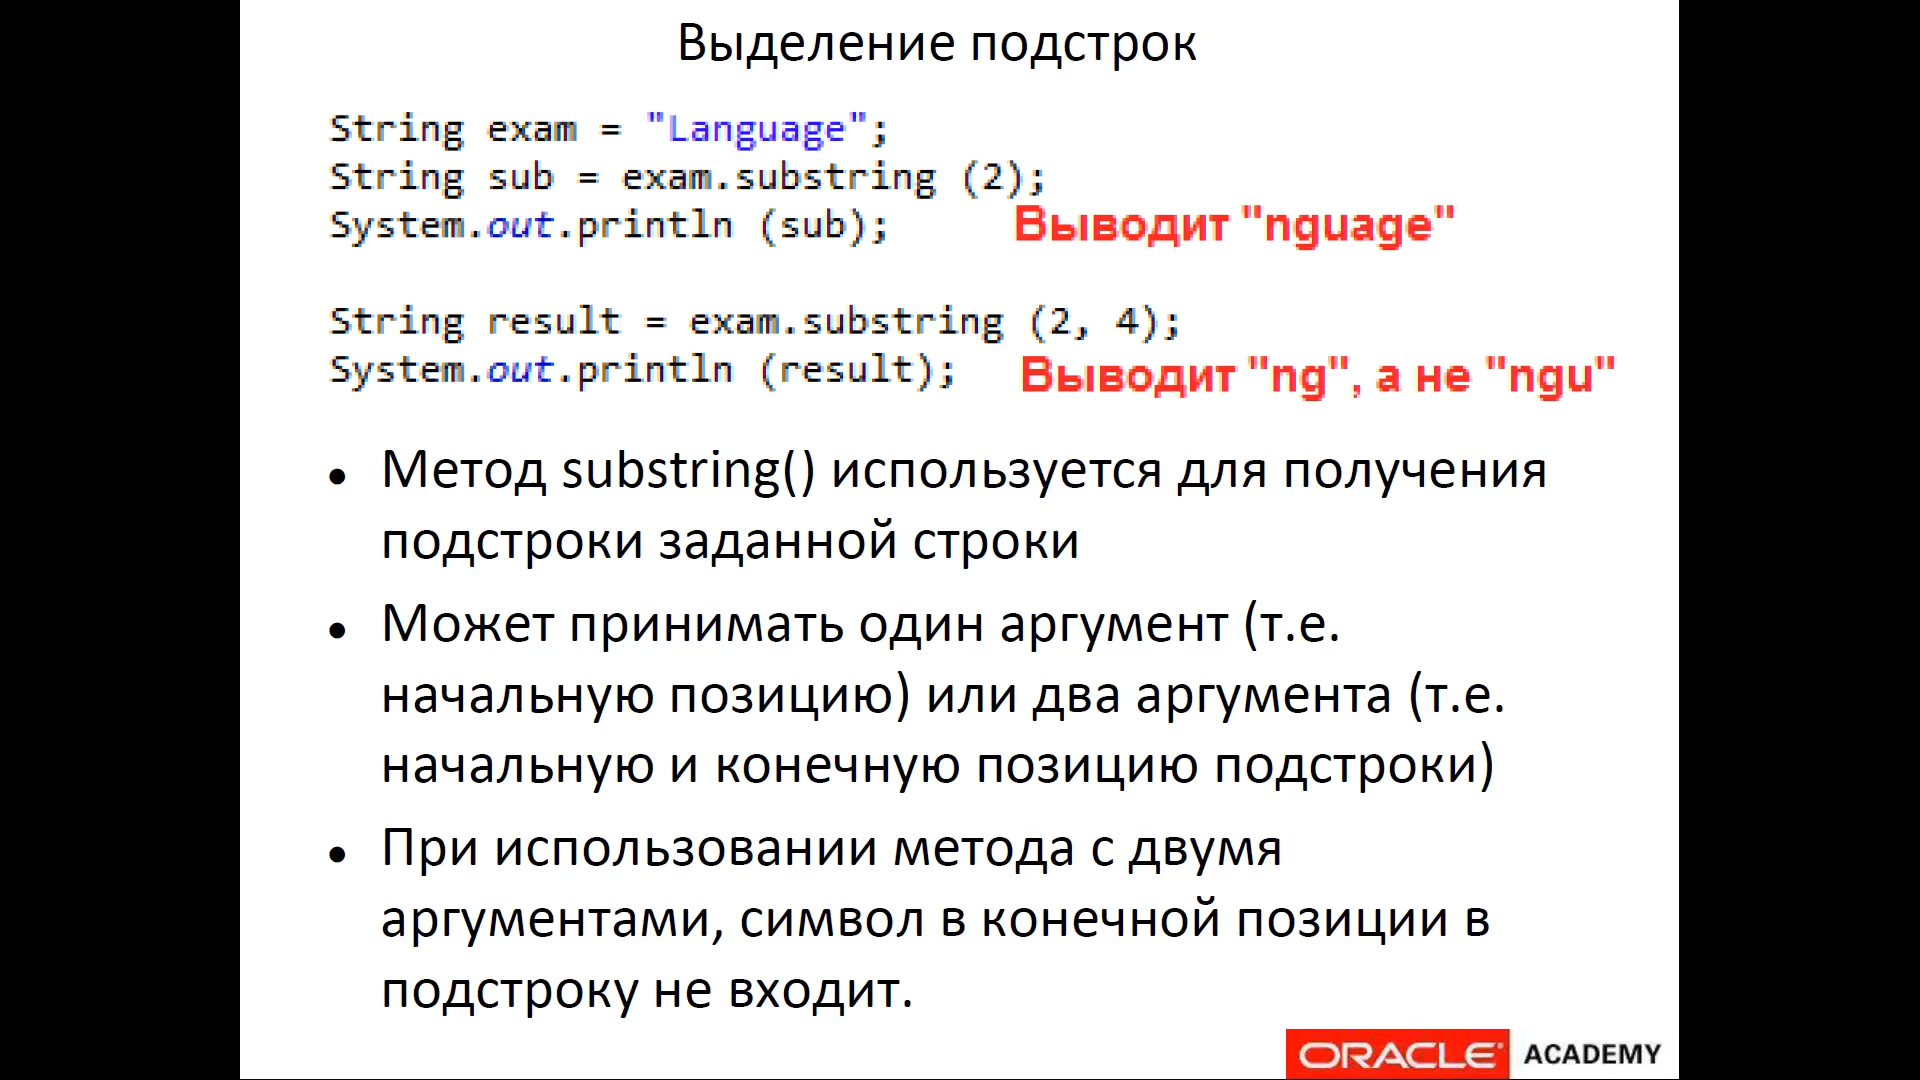 Выделение подстрок
String exam = "Language";
String sub = exam.substring (2);
System.out.println (sub);
Выводит "nguage"
String result = exam.substring (2, 4);
System.out.println (result);
Выводит "ng", а не "ngu"
• Метод substring() используется для получения
подстроки заданной строки
• Может принимать один аргумент (т.е.
начальную позицию) или два аргумента (т.е.
начальную и конечную позицию подстроки)
• При использовании метода с двумя
аргументами, символ в конечной позиции в
подстроку не входит.
ORACLE ACADEMY